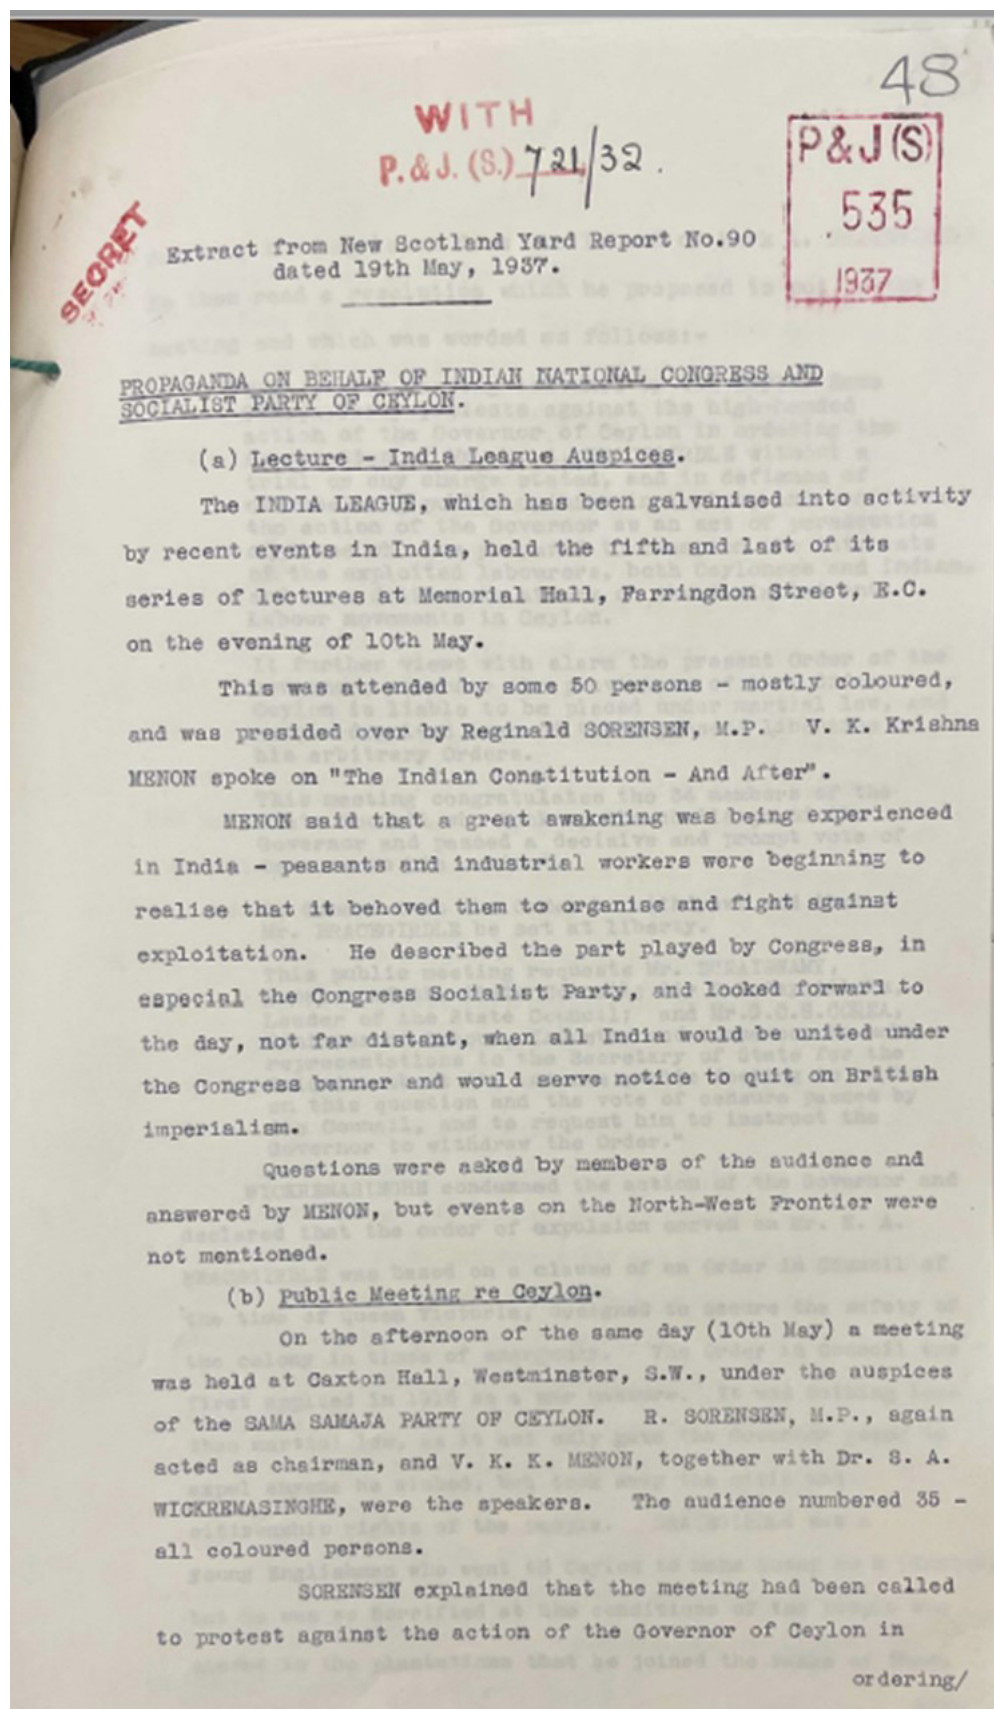 48
WITH
P. & J. (S.) 721/32.
P & J (S)
535
1937
SECRET
Extract from New Scotland Yard Report No.90
dated 19th May, 1937.
PROPAGANDA ON BEHALF OF INDIAN NATIONAL CONGRESS AND
SOCIALIST PARTY OF CEYLON.
(a) Lecture - India League Auspices.
The INDIA LEAGUE, which has been galvanised into activity
by recent events in India, held the fifth and last of its
series of lectures at Memorial Hall, Farringdon Street, E.C.
on the evening of 10th May.
This was attended by some 50 persons - mostly coloured,
and was presided over by Reginald SORENSEN, M.P. V. K. Krishna
MENON spoke on "The Indian Constitution - And After".
MENON said that a great awakening was being experienced
in India - peasants and industrial workers were beginning to
realise that it behoved them to organise and fight against
exploitation. He described the part played by Congress, in
especial the Congress Socialist Party, and looked forward to
the day, not far distant, when all India would be united under
the Congress banner and would serve notice to quit on British
imperialism.
Questions were asked by members of the audience and
answered by MENON, but events on the North-West Frontier were
not mentioned.
(b) Public Meeting re Ceylon.
On the afternoon of the same day (10th May) a meeting
was held at Caxton Hall, Westminster, S.W., under the auspices
of the SAMA SAMAJA PARTY OF CEYLON. R. SORENSEN, M.P., again
acted as chairman, and V. K. K. MENON, together with Dr. S. A.
WICKREMASINGHE, were the speakers. The audience numbered 35 -
all coloured persons.
SORENSEN explained that the meeting had been called
to protest against the action of the Governor of Ceylon in
ordering/